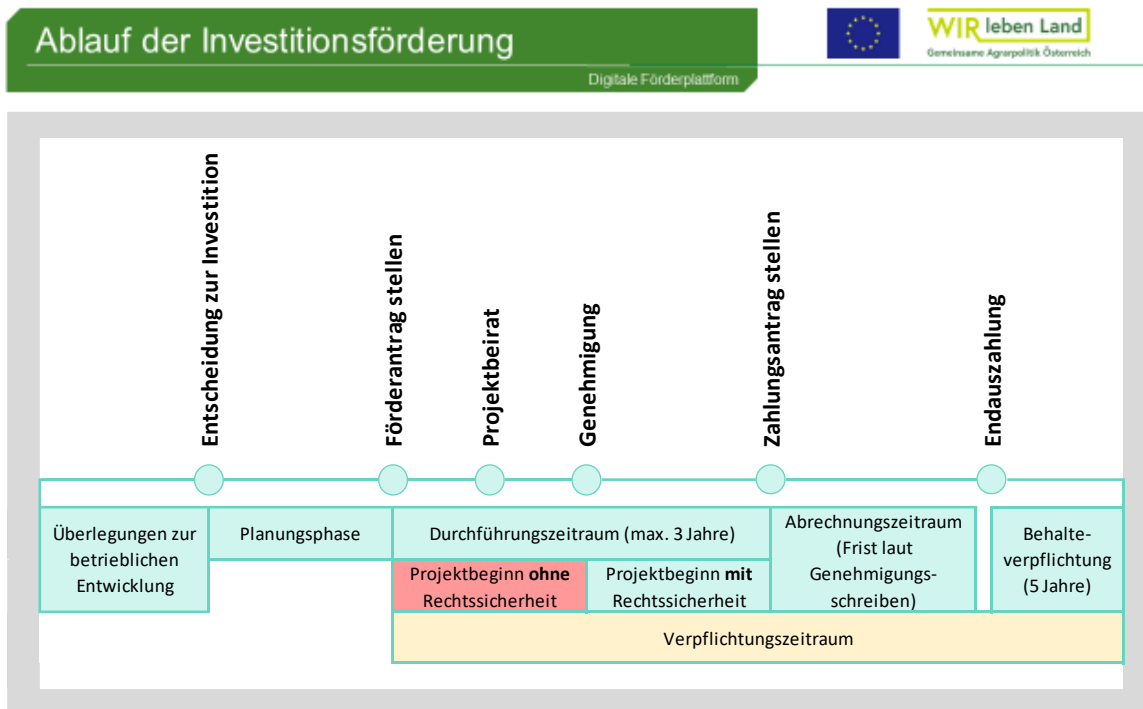 Ablauf der Investitionsförderung
Digitale Förderplattform
WIR leben Land
Gemeinsame Agrarpolitik Österreich
Entscheidung zur Investition
Förderantrag stellen
Projektbeirat
Genehmigung
Zahlungsantrag stellen
Endauszahlung
Überlegungen zur
betrieblichen
Entwicklung
Planungsphase
Durchführungszeitraum (max. 3 Jahre)
Projektbeginn ohne
Rechtssicherheit
Projektbeginn mit
Rechtssicherheit
Abrechnungszeitraum
(Frist laut
Genehmigungs-
schreiben)
Behalte-
verpflichtung
(5 Jahre)
Verpflichtungszeitraum